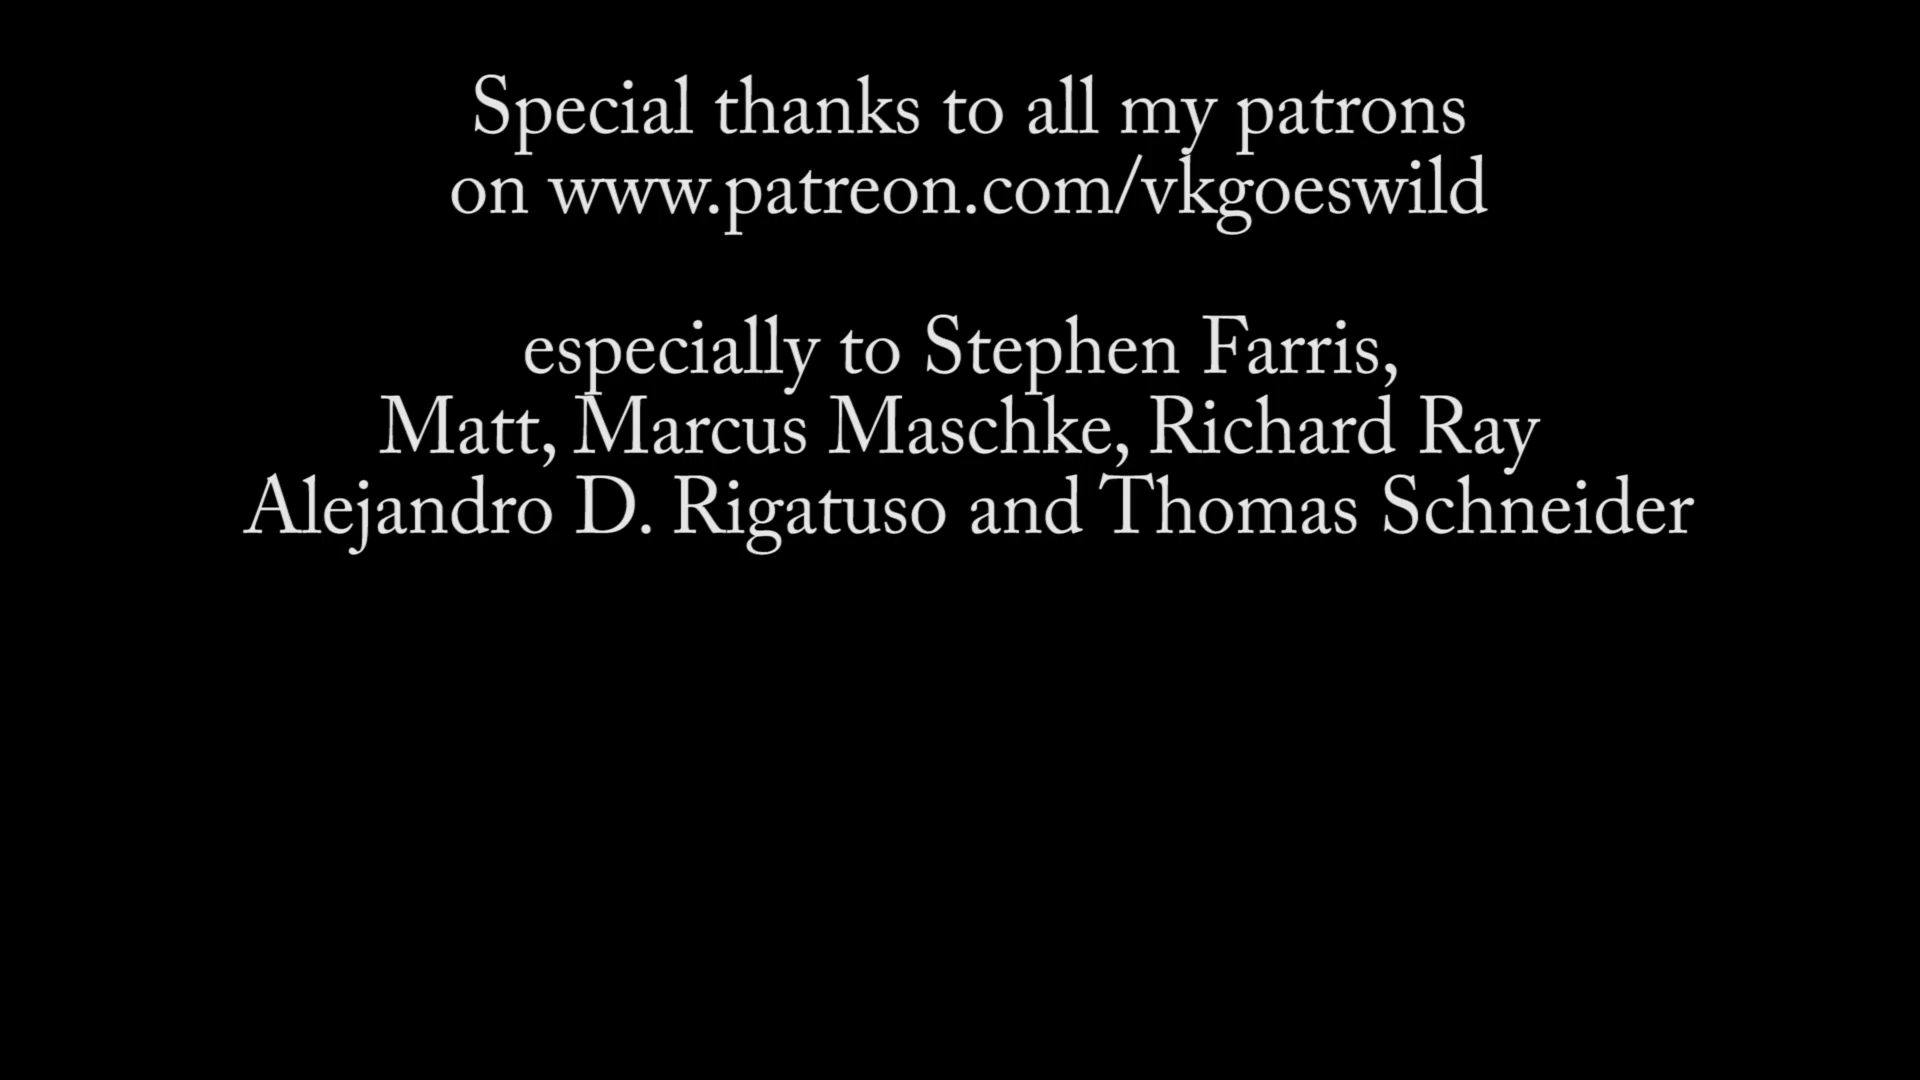 Special thanks to all my patrons
on www.patreon.com/vkgoeswild
especially to Stephen Farris,
Matt, Marcus Maschke, Richard Ray
Alejandro D. Rigatuso and Thomas Schneider